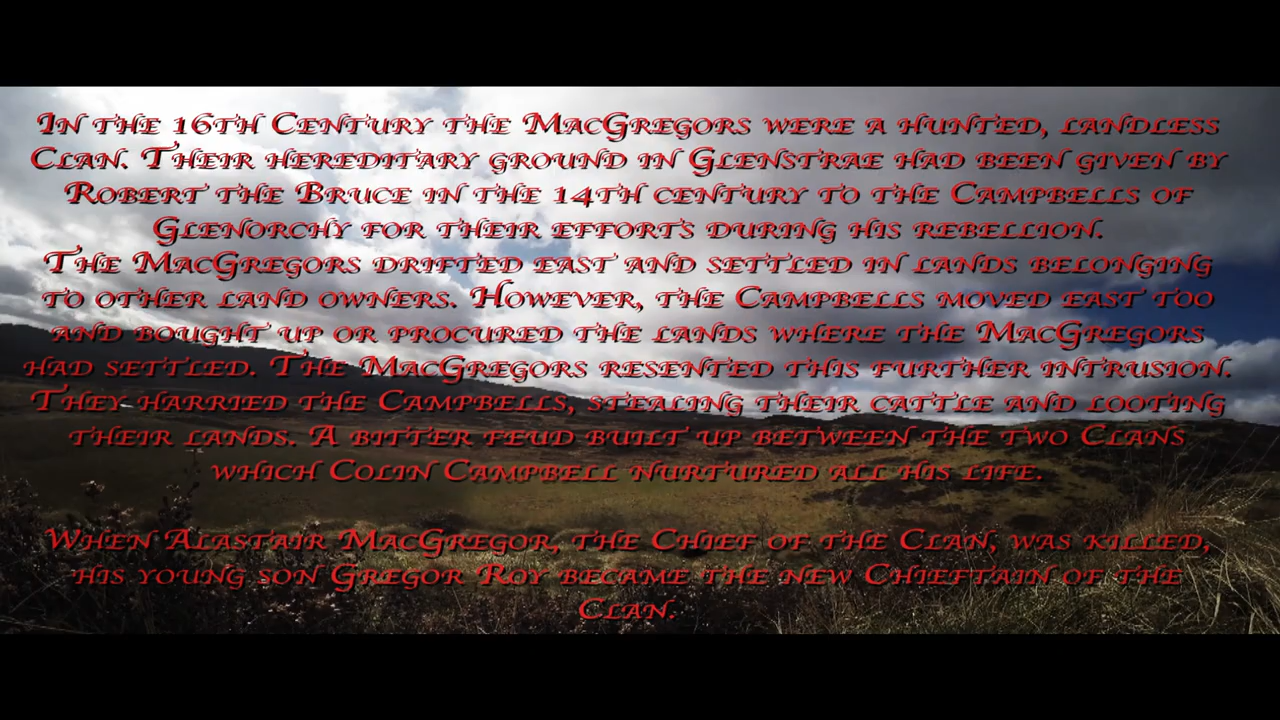 In the 16th Century the MacGregors were a hunted, landless
Clan. Their hereditary ground in Glenstrae had been given by
Robert the Bruce in the 14th century to the Campbells of
Glenorchy for their efforts during his rebellion.
The MacGregors drifted east and settled in lands belonging
to other land owners. However, the Campbells moved east too
and bought up or procured the lands where the MacGregors
had settled. The MacGregors resented this further intrusion.
They harried the Campbells, stealing their cattle and looting
their lands. A bitter feud built up between the two Clans
which Colin Campbell nurtured all his life.
When Alastair MacGregor, the Chief of the Clan, was killed,
his young son Gregor Roy became the new Chieftain of the
Clan.